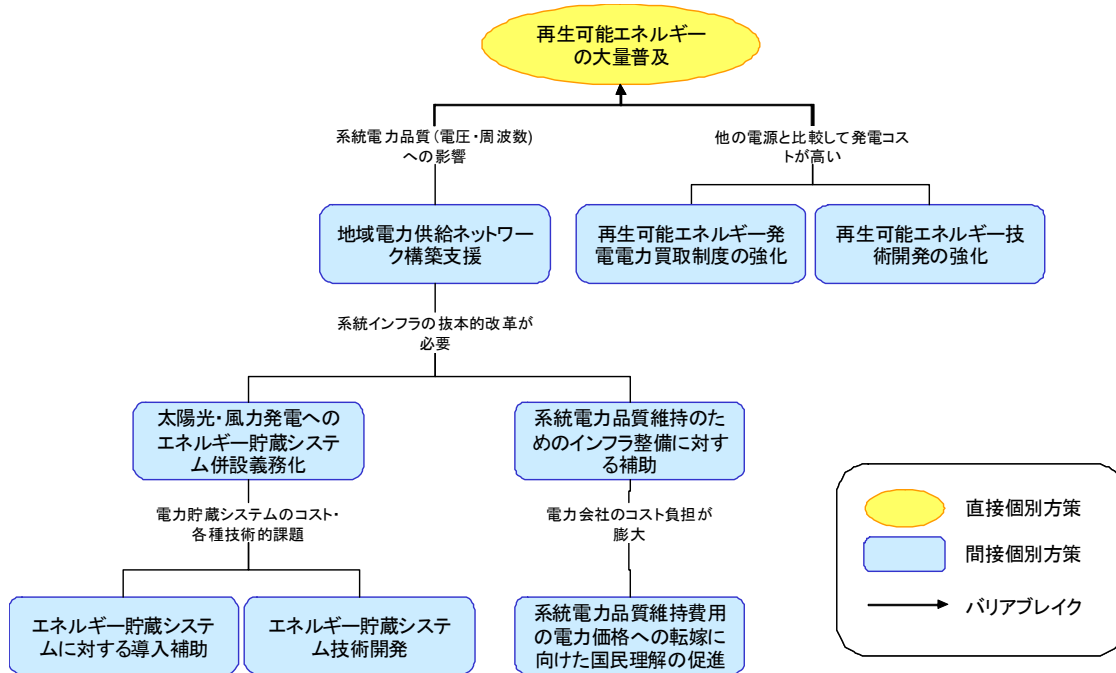 再生可能エネルギー
の大量普及
系統電力品質(電圧・周波数)
への影響
他の電源と比較して発電コス
トが高い
地域電力供給ネットワー
ク構築支援
再生可能エネルギー発
電電力買取制度の強化
再生可能エネルギー技
術開発の強化
系統インフラの抜本的改革が
必要
太陽光・風力発電への
エネルギー貯蔵システ
ム併設義務化
系統電力品質維持のた
めのインフラ整備に対す
る補助
電力貯蔵システムのコスト・
各種技術的課題
電力会社のコスト負担が
膨大
エネルギー貯蔵システ
ムに対する導入補助
エネルギー貯蔵システ
ム技術開発
系統電力品質維持費用
の電力価格への転嫁に
向けた国民理解の促進
直接個別方策
間接個別方策
バリアブレイク